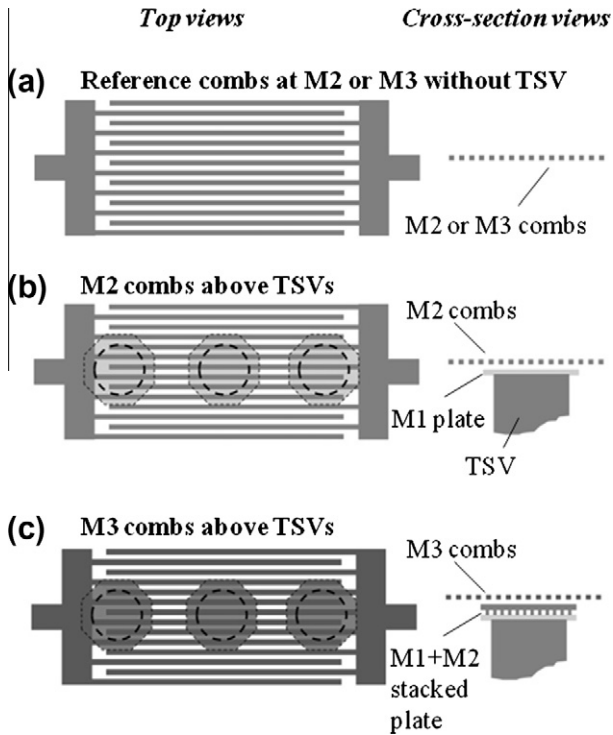 Top views
Cross-section views
(a) Reference combs at M2 or M3 without TSV
M2 or M3 combs
(b) M2 combs above TSVs
M2 combs
M1 plate
TSV
(c) M3 combs above TSVs
M3 combs
M1+M2
stacked
plate